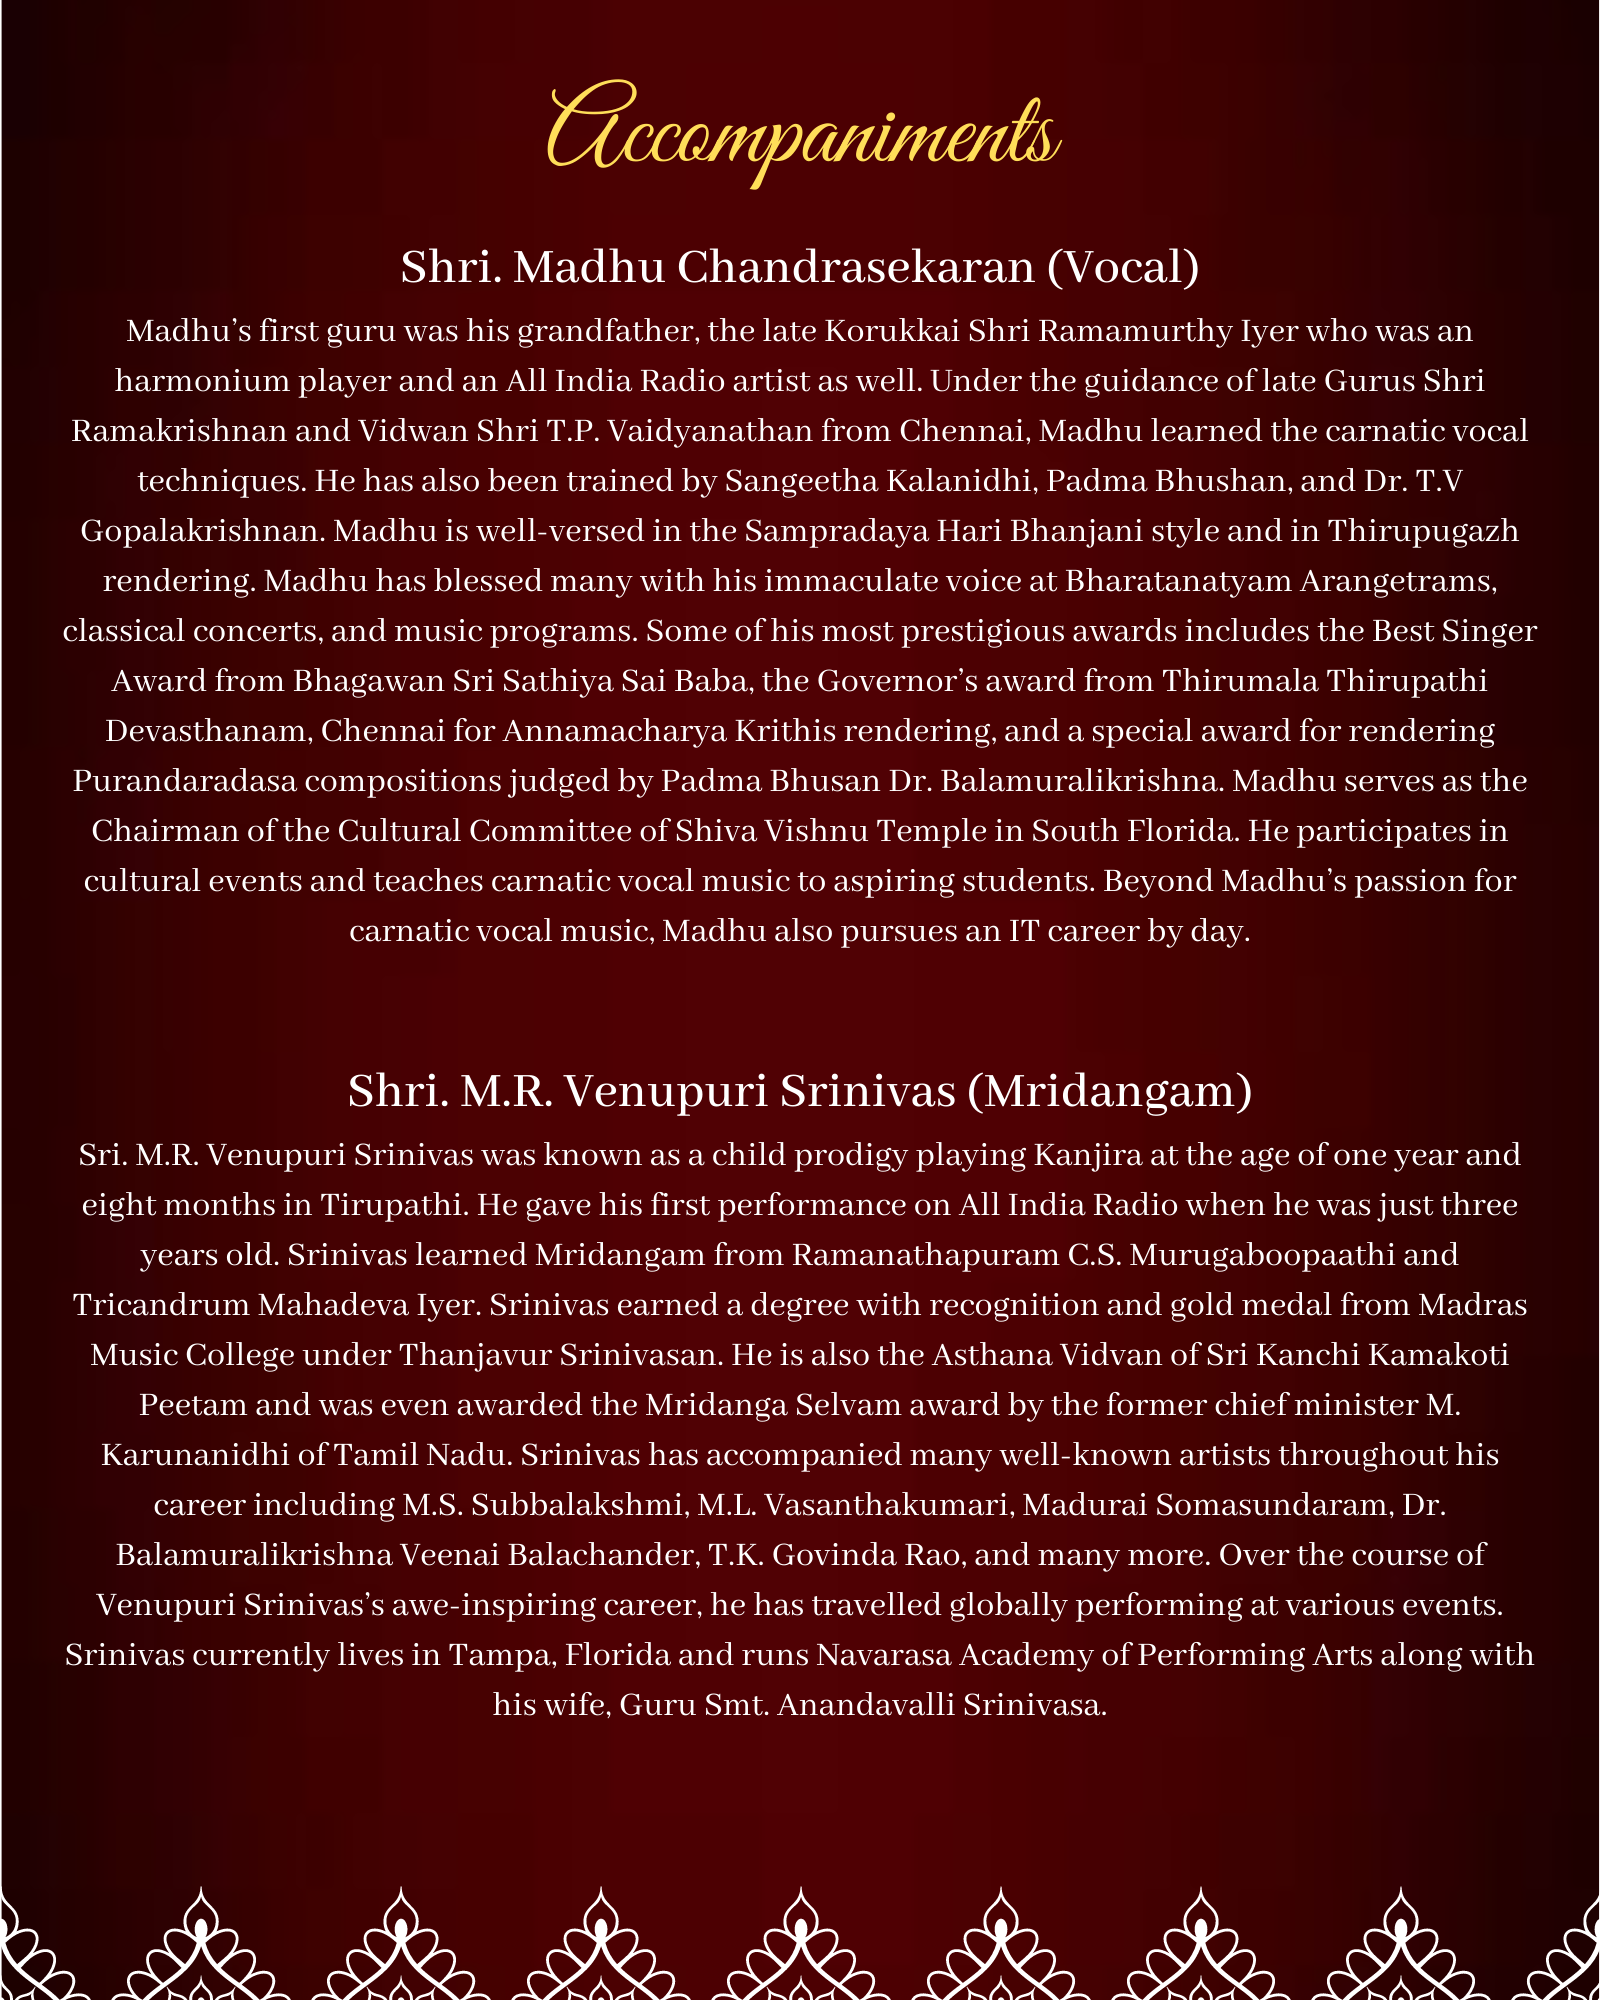 Accompaniments
Shri. Madhu Chandrasekaran (Vocal)
Madhu’s first guru was his grandfather, the late Korukkai Shri Ramamurthy Iyer who was an
harmonium player and an All India Radio artist as well. Under the guidance of late Gurus Shri
Ramakrishnan and Vidwan Shri T.P. Vaidyanathan from Chennai, Madhu learned the carnatic vocal
techniques. He has also been trained by Sangeetha Kalanidhi, Padma Bhushan, and Dr. T.V
Gopalakrishnan. Madhu is well-versed in the Sampradaya Hari Bhanjani style and in Thirupugazh
rendering. Madhu has blessed many with his immaculate voice at Bharatanatyam Arangetrams,
classical concerts, and music programs. Some of his most prestigious awards includes the Best Singer
Award from Bhagawan Sri Sathiya Sai Baba, the Governor’s award from Thirumala Thirupathi
Devasthanam, Chennai for Annamacharya Krithis rendering, and a special award for rendering
Purandaradasa compositions judged by Padma Bhusan Dr. Balamuralikrishna. Madhu serves as the
Chairman of the Cultural Committee of Shiva Vishnu Temple in South Florida. He participates in
cultural events and teaches carnatic vocal music to aspiring students. Beyond Madhu’s passion for
carnatic vocal music, Madhu also pursues an IT career by day.
Shri. M.R. Venupuri Srinivas (Mridangam)
Sri. M.R. Venupuri Srinivas was known as a child prodigy playing Kanjira at the age of one year and
eight months in Tirupathi. He gave his first performance on All India Radio when he was just three
years old. Srinivas learned Mridangam from Ramanathapuram C.S. Murugaboopaathi and
Tricandrum Mahadeva Iyer. Srinivas earned a degree with recognition and gold medal from Madras
Music College under Thanjavur Srinivasan. He is also the Asthana Vidvan of Sri Kanchi Kamakoti
Peetam and was even awarded the Mridanga Selvam award by the former chief minister M.
Karunanidhi of Tamil Nadu. Srinivas has accompanied many well-known artists throughout his
career including M.S. Subbalakshmi, M.L. Vasanthakumari, Madurai Somasundaram, Dr.
Balamuralikrishna Veenai Balachander, T.K. Govinda Rao, and many more. Over the course of
Venupuri Srinivas’s awe-inspiring career, he has travelled globally performing at various events.
Srinivas currently lives in Tampa, Florida and runs Navarasa Academy of Performing Arts along with
his wife, Guru Smt. Anandavalli Srinivasa.